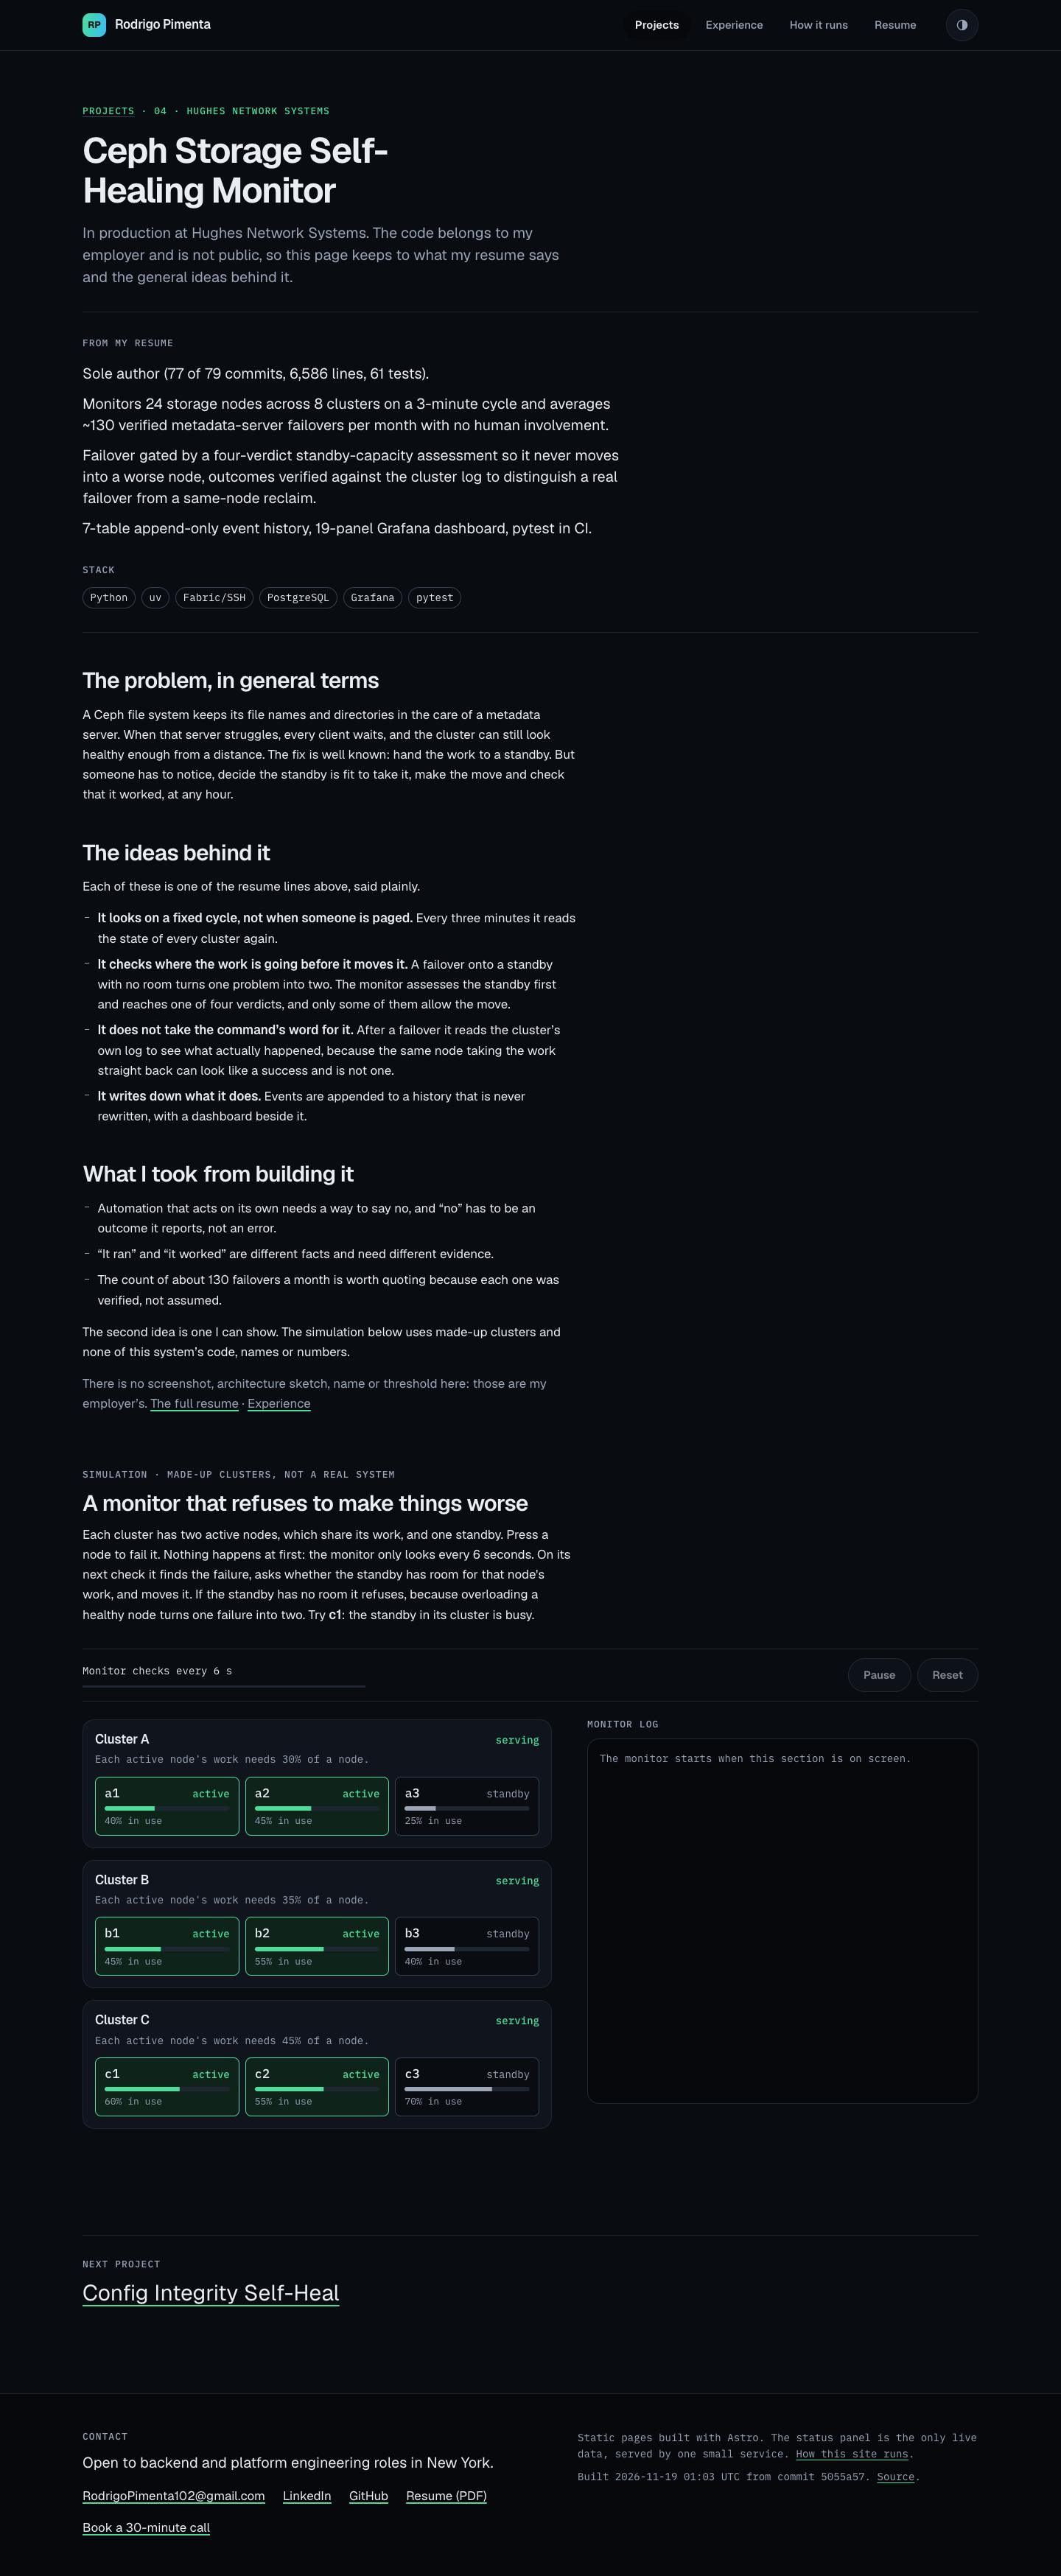 RP Rodrigo Pimenta
Projects Experience How it runs Resume
PROJECTS · 04 · HUGHES NETWORK SYSTEMS
Ceph Storage Self-
Healing Monitor
In production at Hughes Network Systems. The code belongs to my
employer and is not public, so this page keeps to what my resume says
and the general ideas behind it.
FROM MY RESUME
Sole author (77 of 79 commits, 6,586 lines, 61 tests).
Monitors 24 storage nodes across 8 clusters on a 3-minute cycle and averages
~130 verified metadata-server failovers per month with no human involvement.
Failover gated by a four-verdict standby-capacity assessment so it never moves
into a worse node, outcomes verified against the cluster log to distinguish a real
failover from a same-node reclaim.
7-table append-only event history, 19-panel Grafana dashboard, pytest in CI.
STACK
Python uv Fabric/SSH PostgreSQL Grafana pytest
The problem, in general terms
A Ceph file system keeps its file names and directories in the care of a metadata
server. When that server struggles, every client waits, and the cluster can still look
healthy enough from a distance. The fix is well known: hand the work to a standby. But
someone has to notice, decide the standby is fit to take it, make the move and check
that it worked, at any hour.
The ideas behind it
Each of these is one of the resume lines above, said plainly.
– It looks on a fixed cycle, not when someone is paged. Every three minutes it reads
the state of every cluster again.
– It checks where the work is going before it moves it. A failover onto a standby
with no room turns one problem into two. The monitor assesses the standby first
and reaches one of four verdicts, and only some of them allow the move.
– It does not take the command’s word for it. After a failover it reads the cluster’s
own log to see what actually happened, because the same node taking the work
straight back can look like a success and is not one.
– It writes down what it does. Events are appended to a history that is never
rewritten, with a dashboard beside it.
What I took from building it
– Automation that acts on its own needs a way to say no, and “no” has to be an
outcome it reports, not an error.
– “It ran” and “it worked” are different facts and need different evidence.
– The count of about 130 failovers a month is worth quoting because each one was
verified, not assumed.
The second idea is one I can show. The simulation below uses made-up clusters and
none of this system’s code, names or numbers.
There is no screenshot, architecture sketch, name or threshold here: those are my
employer’s. The full resume · Experience
SIMULATION · MADE-UP CLUSTERS, NOT A REAL SYSTEM
A monitor that refuses to make things worse
Each cluster has two active nodes, which share its work, and one standby. Press a
node to fail it. Nothing happens at first: the monitor only looks every 6 seconds. On its
next check it finds the failure, asks whether the standby has room for that node’s
work, and moves it. If the standby has no room it refuses, because overloading a
healthy node turns one failure into two. Try c1: the standby in its cluster is busy.
Monitor checks every 6 s
Pause Reset
Cluster A serving
Each active node's work needs 30% of a node.
a1 active a2 active a3 standby
40% in use 45% in use 25% in use
Cluster B serving
Each active node's work needs 35% of a node.
b1 active b2 active b3 standby
45% in use 55% in use 40% in use
Cluster C serving
Each active node's work needs 45% of a node.
c1 active c2 active c3 standby
60% in use 55% in use 70% in use
MONITOR LOG
The monitor starts when this section is on screen.
NEXT PROJECT
Config Integrity Self-Heal
CONTACT
Open to backend and platform engineering roles in New York.
RodrigoPimenta102@gmail.com LinkedIn GitHub Resume (PDF)
Book a 30-minute call
Static pages built with Astro. The status panel is the only live
data, served by one small service. How this site runs.
Built 2026-11-19 01:03 UTC from commit 5055a57. Source.